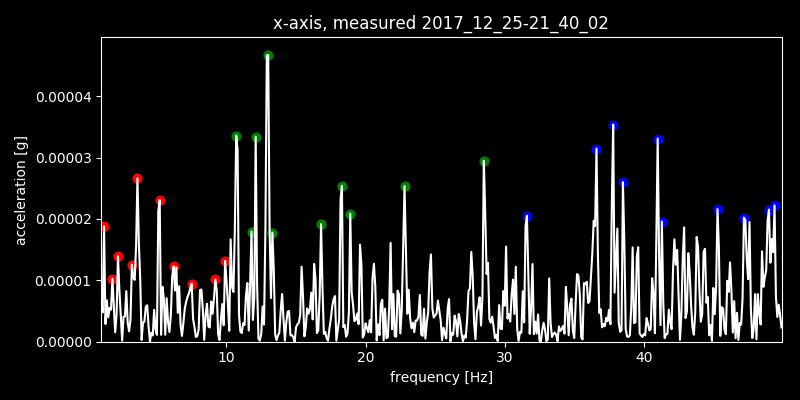 x-axis, measured 2017_12_25-21_40_02
acceleration [g]
0.00004
0.00003
0.00002
0.00001
0.00000
10 20 30 40
frequency [Hz]